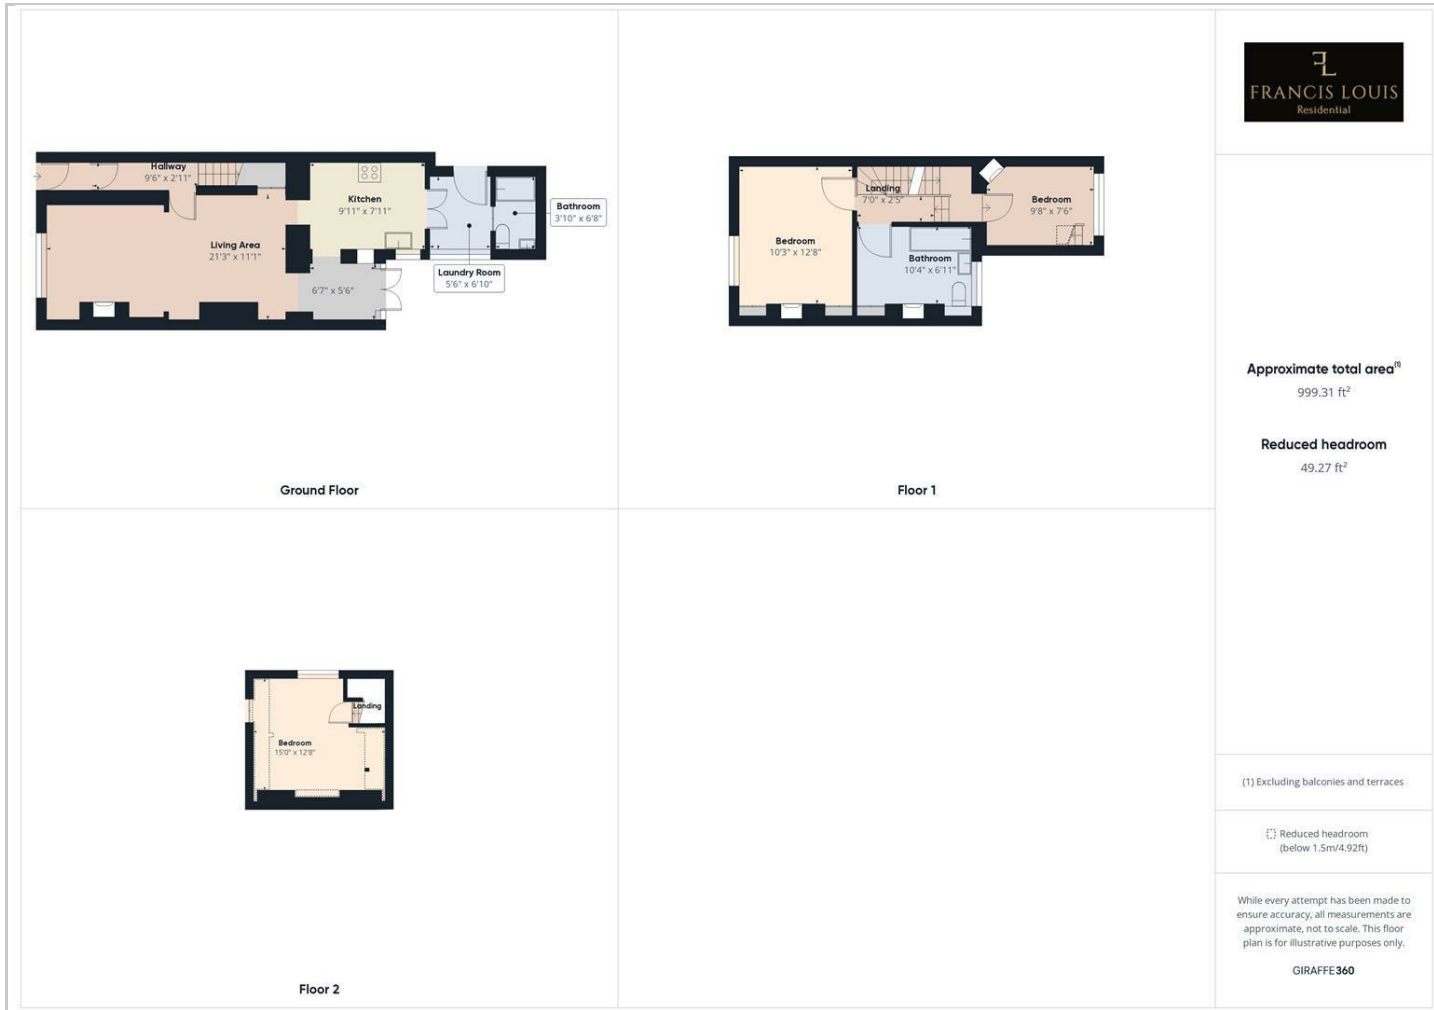 Hallway
9'6" x 2'11"
Kitchen
9'11" x 7'11"
Bathroom
3'10" x 6'8"
Living Area
21'3" x 11'1"
Laundry Room
5'6" x 6'10"
6'7" x 5'6"
Ground Floor
Landing
7'0" x 2'5"
Bedroom
9'8" x 7'6"
Bedroom
10'3" x 12'8"
Bathroom
10'4" x 6'11"
Floor 1
Landing
Bedroom
15'0" x 12'8"
Floor 2
FL
FRANCIS LOUIS
Residential
Approximate total area(1)
999.31 ft²
Reduced headroom
49.27 ft²
(1) Excluding balconies and terraces
Reduced headroom
(below 1.5m/4.92ft)
While every attempt has been made to
ensure accuracy, all measurements are
approximate, not to scale. This floor
plan is for illustrative purposes only.
GIRAFFE360